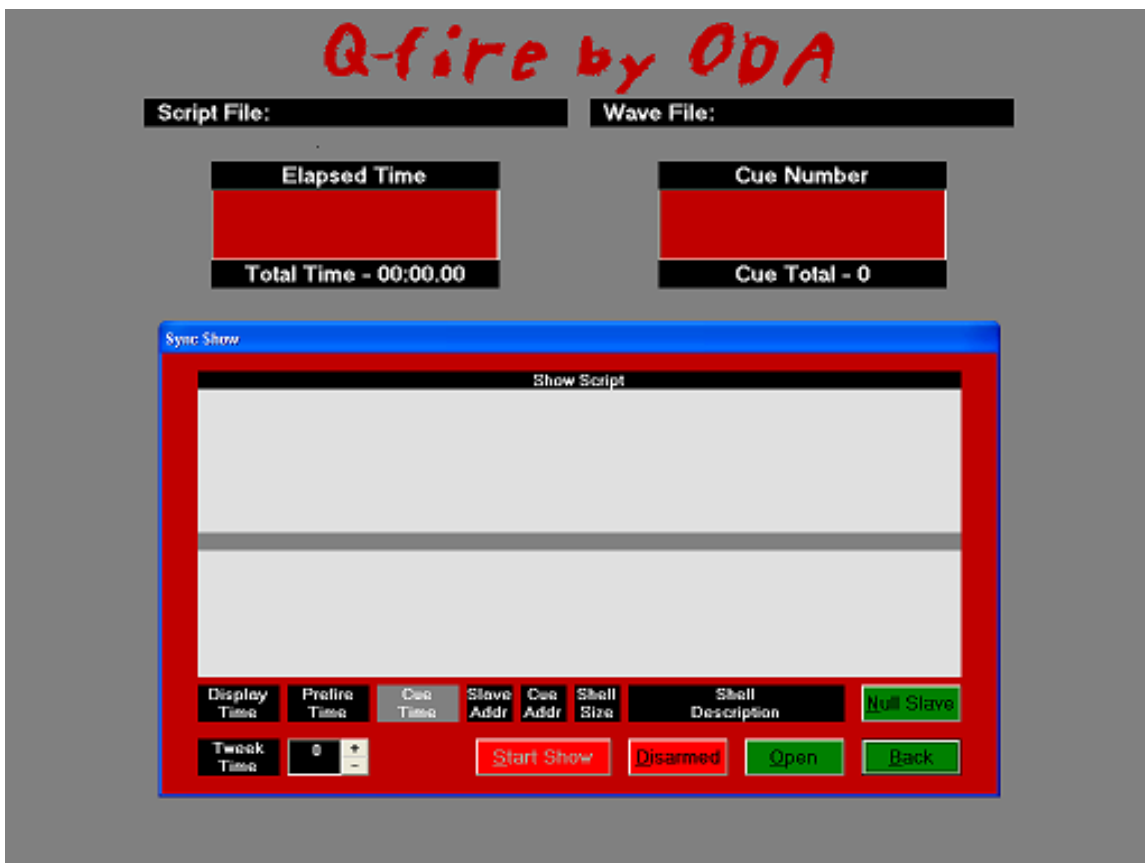 Q-fire by ODA
Script File:
Wave File:
Elapsed Time
Cue Number
Total Time - 00:00.00
Cue Total - 0
Sync Show
Show Script
Display Time
Prefire Time
Cue Time
Slave Addr
Cue Addr
Shell Size
Shell Description
Null Slave
Tweek Time
0
+
-
Start Show
Disarmed
Open
Back